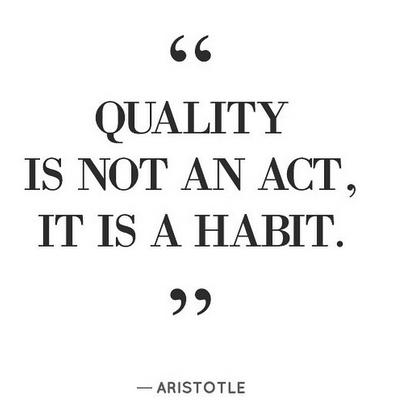 “
QUALITY
IS NOT AN ACT,
IT IS A HABIT.
”
— ARISTOTLE